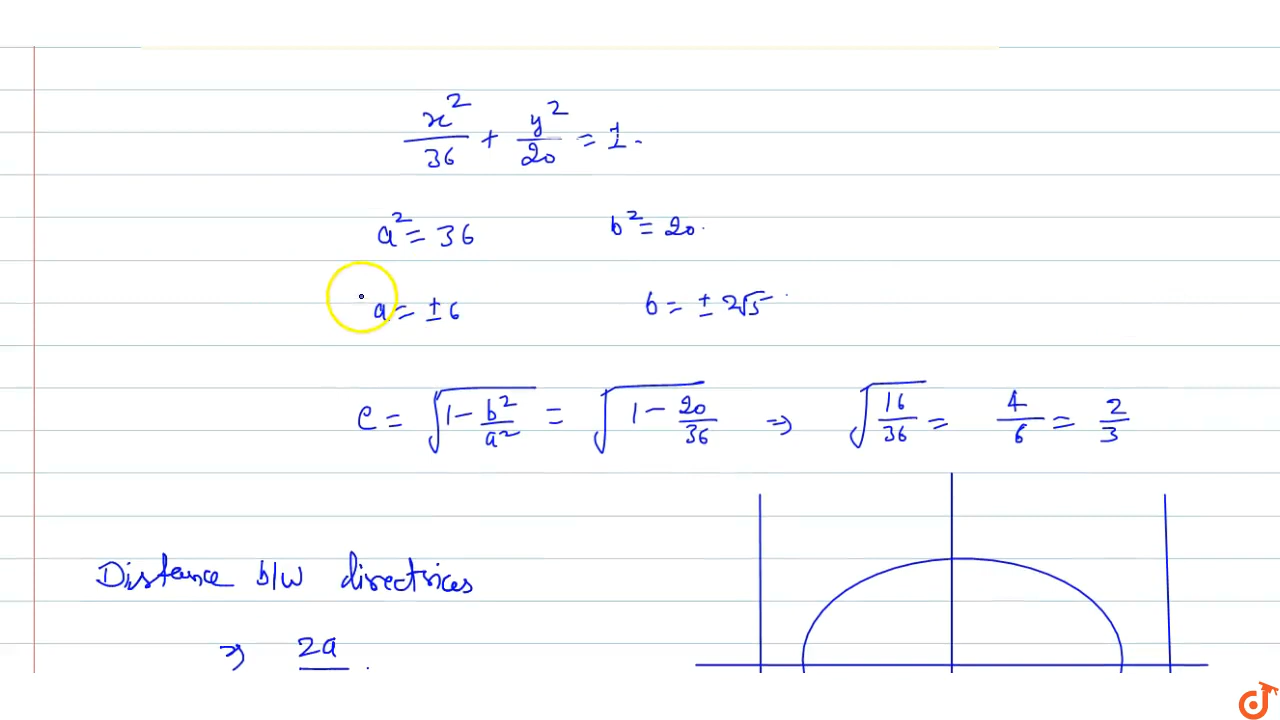 x²/36 + y²/20 = 1.
a² = 36 b² = 20.
a = ± 6 b = ± 2√5
e = √(1 - b²/a²) = √(1 - 20/36) ⇒ √(16/36) = 4/6 = 2/3
Distance b/w directrices
⇒ 2a